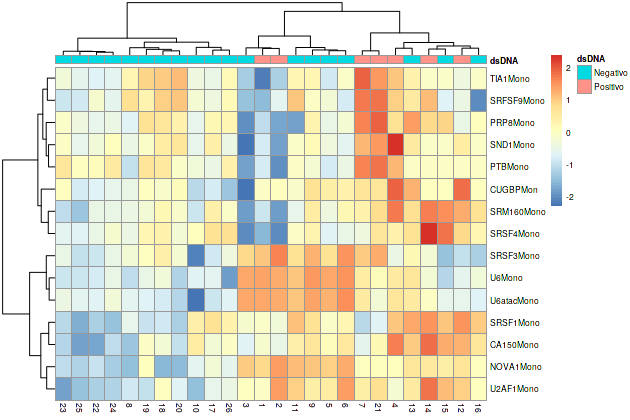 dsDNA
TIA1Mono
SRFSF9Mono
PRP8Mono
SND1Mono
PTBMono
CUGBPMon
SRM160Mono
SRSF4Mono
SRSF3Mono
U6Mono
U6atacMono
SRSF1Mono
CA150Mono
NOVA1Mono
U2AF1Mono
23 25 22 24 8 19 18 20 10 17 26 3 1 2 11 9 5 6 7 21 4 13 14 15 12 16
2
1
0
-1
-2
dsDNA
Negativo
Positivo